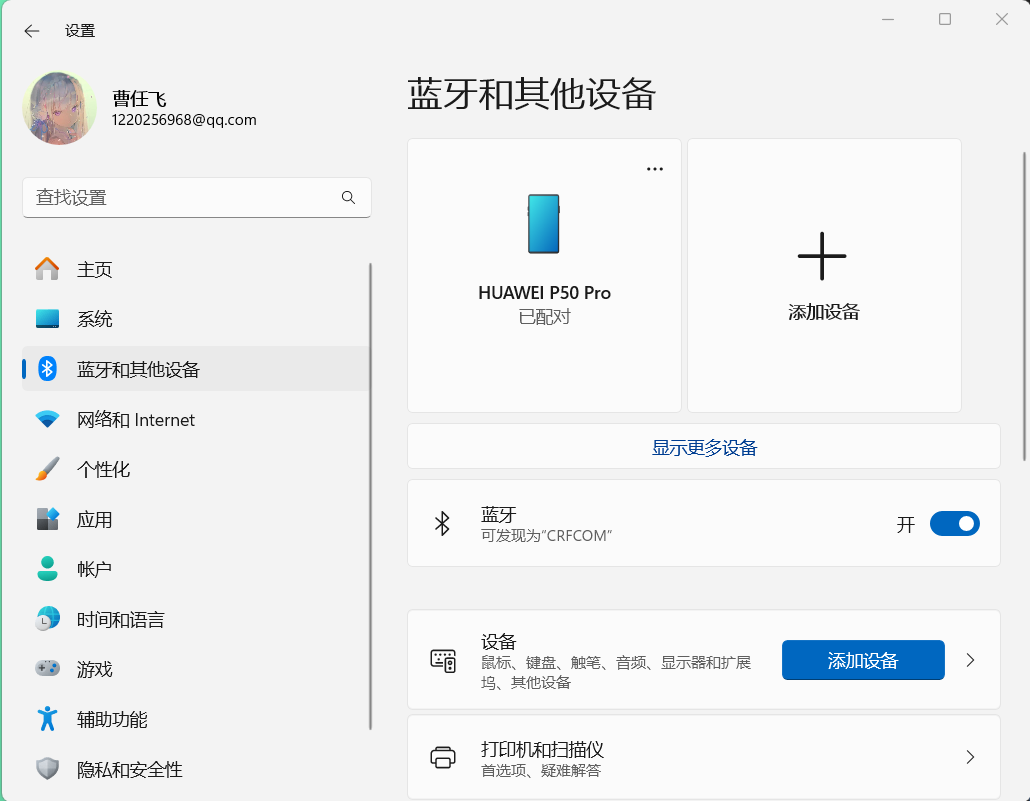 设置
曹任飞
1220256968@qq.com
查找设置
主页
系统
蓝牙和其他设备
网络和 Internet
个性化
应用
帐户
时间和语言
游戏
辅助功能
隐私和安全性
蓝牙和其他设备
HUAWEI P50 Pro
已配对
添加设备
显示更多设备
蓝牙
可发现为“CRFCOM”
开
设备
鼠标、键盘、触笔、音频、显示器和扩展
坞、其他设备
添加设备
打印机和扫描仪
首选项、疑难解答